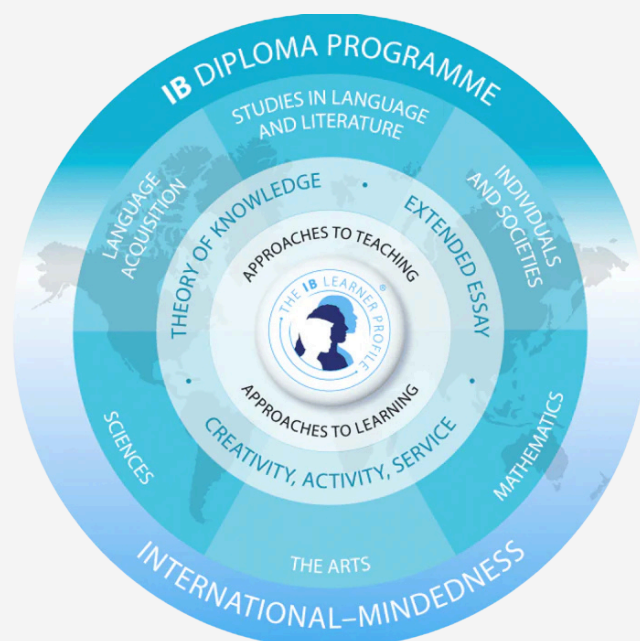 IB DIPLOMA PROGRAMME
STUDIES IN LANGUAGE
AND LITERATURE
LANGUAGE
ACQUISITION
INDIVIDUALS
AND SOCIETIES
THEORY OF KNOWLEDGE
•
EXTENDED ESSAY
APPROACHES TO TEACHING
THE IB LEARNER PROFILE
®
APPROACHES TO LEARNING
•
CREATIVITY, ACTIVITY, SERVICE
•
SCIENCES
MATHEMATICS
THE ARTS
INTERNATIONAL–MINDEDNESS